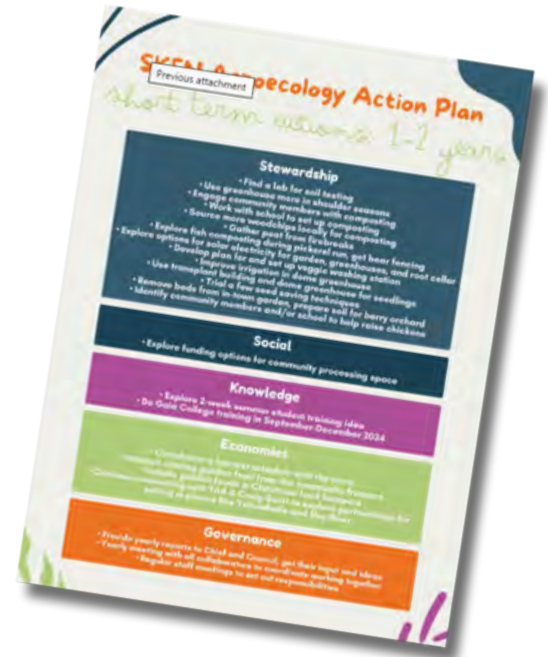 SKFN Agroecology Action Plan
Previous attachment
short term actions: 1-2 years
Stewardship
• Find a lab for soil testing
• Use greenhouse more in shoulder seasons
• Engage community members with composting
• Work with school to set up composting
• Source more woodchips locally for composting
• Gather peat from firebreaks
• Explore fish composting during pickerel run, get bear fencing
• Explore options for solar electricity for garden, greenhouses, and root cellar
• Develop plan for and set up veggie washing station
• Improve irrigation in dome greenhouse
• Use transplant building and dome greenhouse for seedlings
• Trial a few seed saving techniques
• Remove beds from in-town garden, prepare soil for berry orchard
• Identify community members and/or school to help raise chickens
Social
• Explore funding options for community processing space
Knowledge
• Explore 2-week summer student training idea
• Do Gaia College training in September-December 2024
Economies
Governance
• Provide yearly reports to Chief and Council, get their input and ideas
• Yearly meeting with all collaborators to coordinate working together
• Regular staff meetings to set out responsibilities